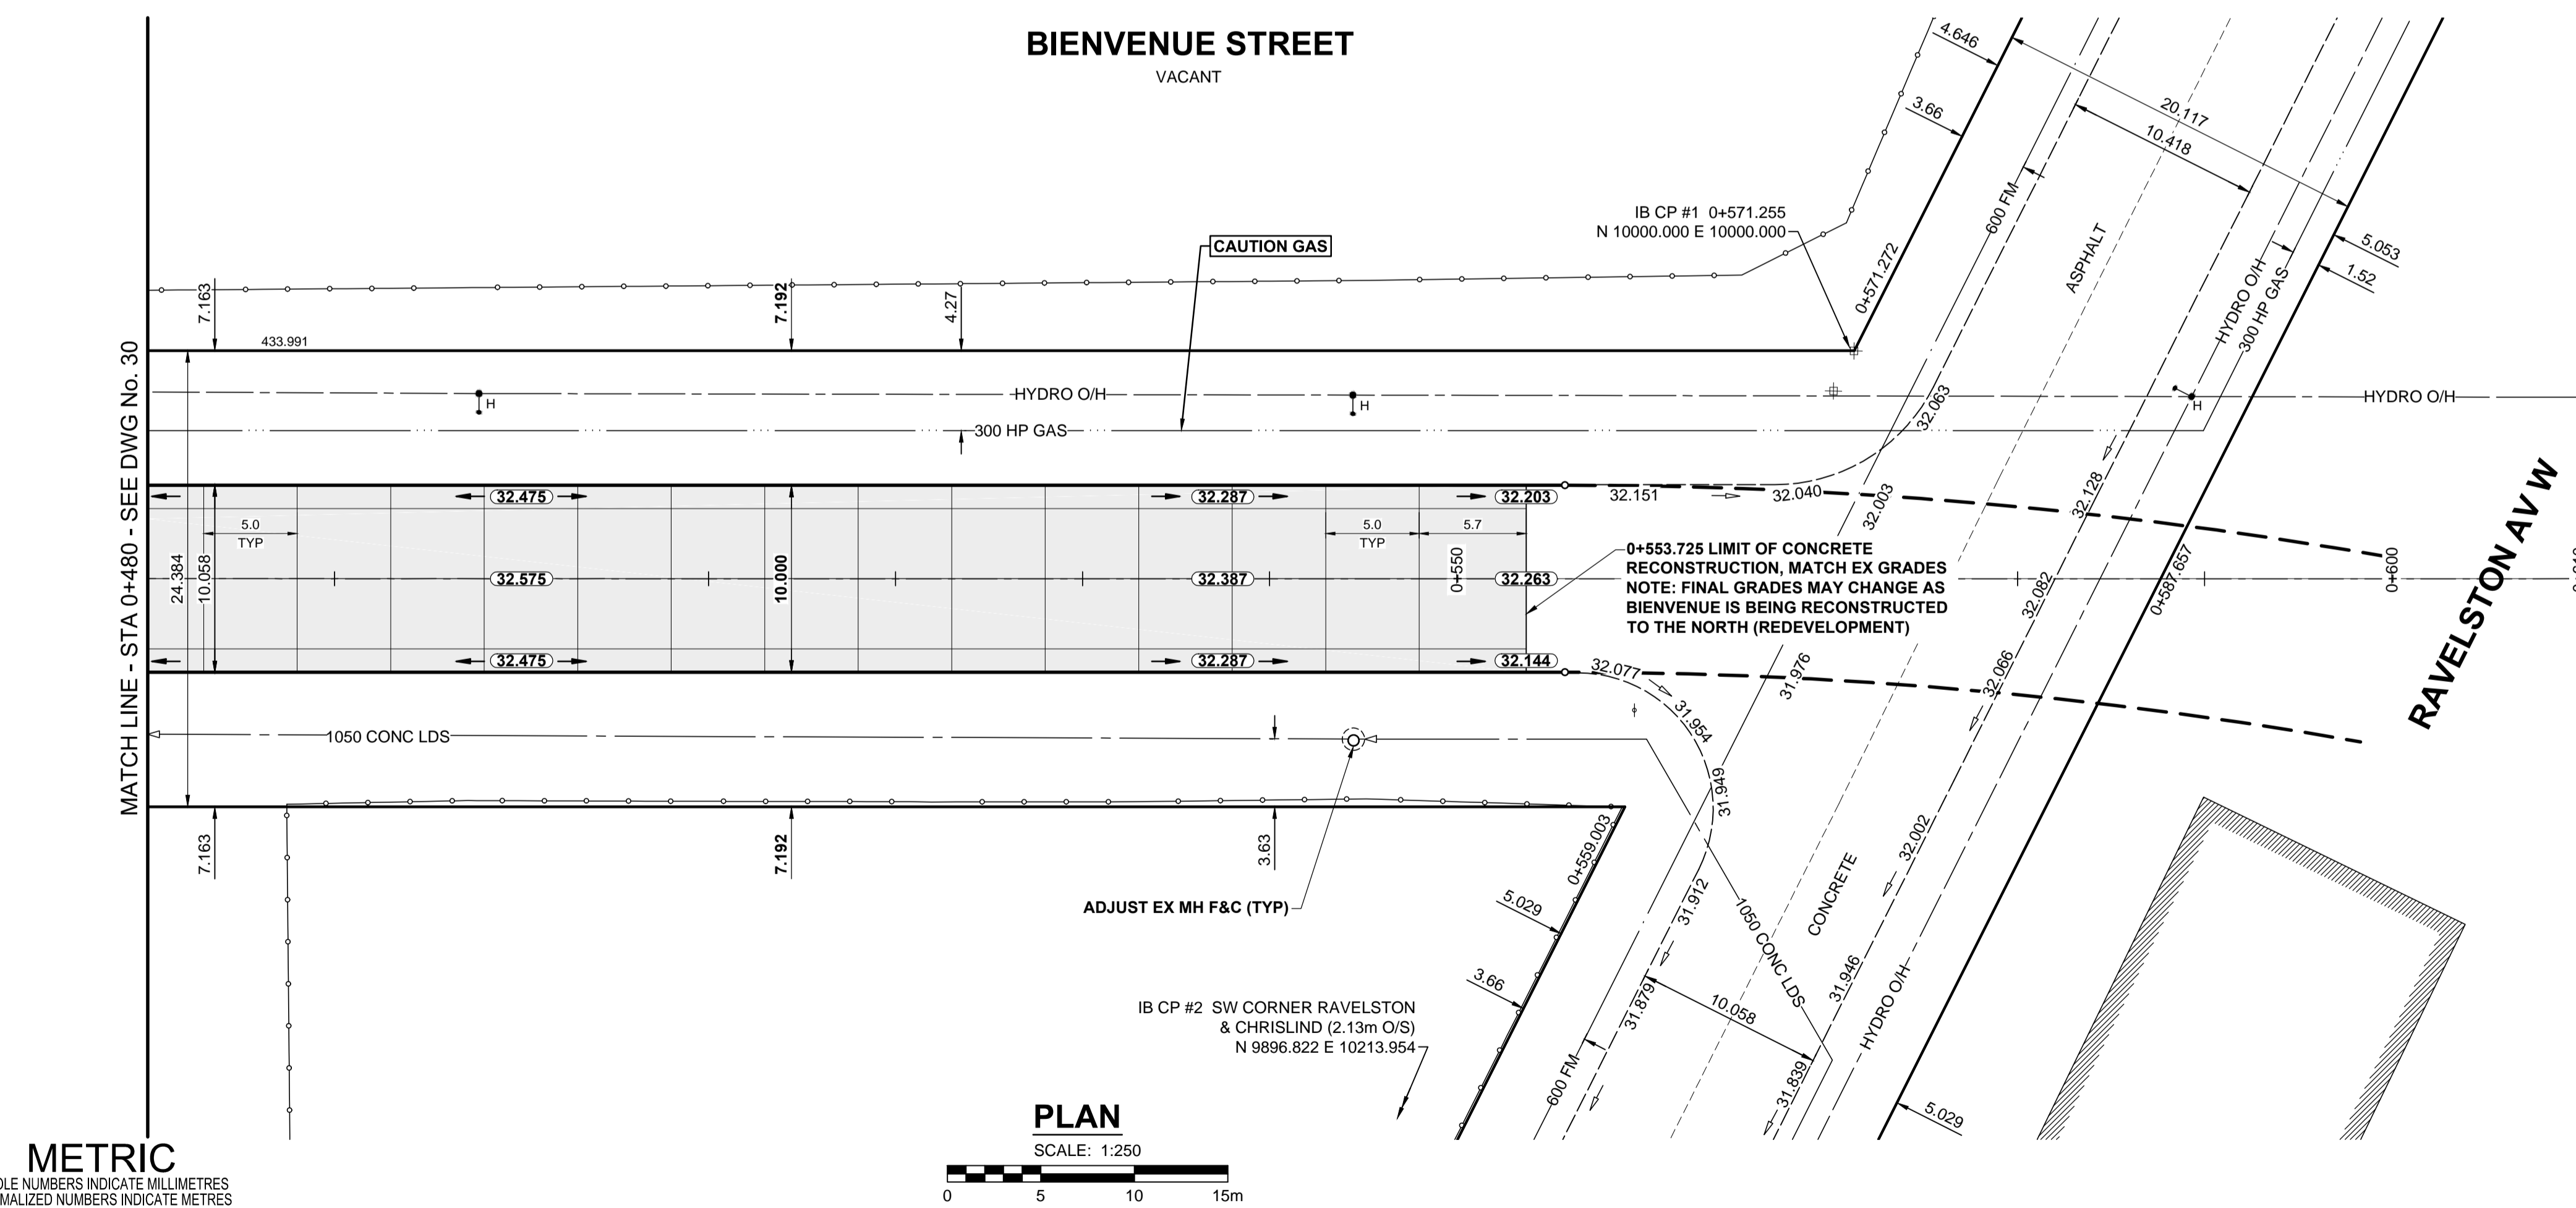 BIENVENUE STREET
VACANT
4.646
3.66
20.117
10.418
600 FM
ASPHALT
5.053
1.52
HYDRO O/H
300 HP GAS
IB CP #1 0+571.255
N 10000.000 E 10000.000
0+571.272
CAUTION GAS
7.163
7.192
4.27
433.991
MATCH LINE - STA 0+480 - SEE DWG No. 30
HYDRO O/H
H
H
H
HYDRO O/H
300 HP GAS
32.063
32.475
32.287
32.203
32.151
32.040
32.003
32.128
5.0
TYP
5.0
TYP
5.7
24.384
10.058
32.575
10.000
32.387
0+550
32.263
0+553.725 LIMIT OF CONCRETE
RECONSTRUCTION, MATCH EX GRADES
NOTE: FINAL GRADES MAY CHANGE AS
BIENVENUE IS BEING RECONSTRUCTED
TO THE NORTH (REDEVELOPMENT)
32.082
0+587.657
0+600
RAVELSTON AV W
32.475
32.287
32.144
32.077
31.976
32.066
31.954
31.949
1050 CONC LDS
7.163
7.192
3.63
0+559.003
32.002
CONCRETE
ADJUST EX MH F&C (TYP)
5.029
31.912
1050 CONC LDS
3.66
31.879
10.058
31.946
HYDRO O/H
IB CP #2 SW CORNER RAVELSTON
& CHRISLIND (2.13m O/S)
N 9896.822 E 10213.954
600 FM
31.839
5.029
PLAN
SCALE: 1:250
0 5 10 15m
METRIC
NUMBERS INDICATE MILLIMETRES
NUMBERS INDICATE METRES